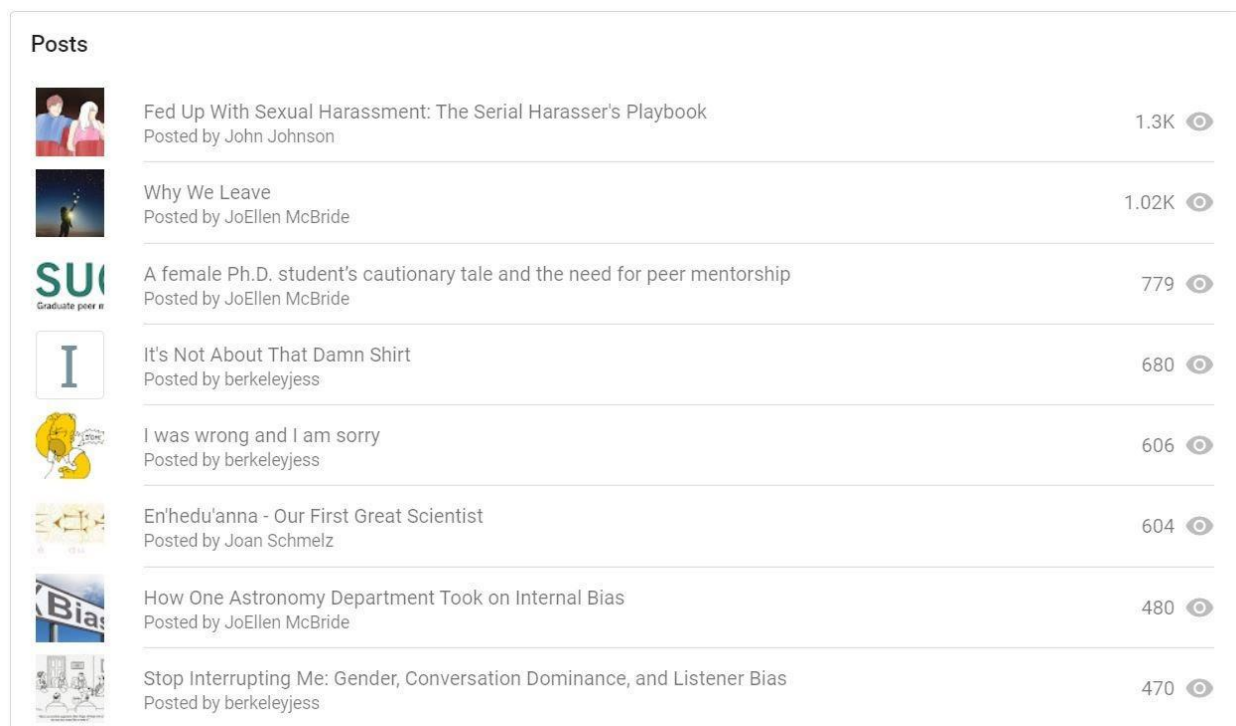 Posts
Fed Up With Sexual Harassment: The Serial Harasser's Playbook
Posted by John Johnson
1.3K
Why We Leave
Posted by JoEllen McBride
1.02K
SUC
Graduate peer m
A female Ph.D. student’s cautionary tale and the need for peer mentorship
Posted by JoEllen McBride
779
I
It's Not About That Damn Shirt
Posted by berkeleyjess
680
I was wrong and I am sorry
Posted by berkeleyjess
606
En'hedu'anna - Our First Great Scientist
Posted by Joan Schmelz
604
Bias
How One Astronomy Department Took on Internal Bias
Posted by JoEllen McBride
480
Stop Interrupting Me: Gender, Conversation Dominance, and Listener Bias
Posted by berkeleyjess
470